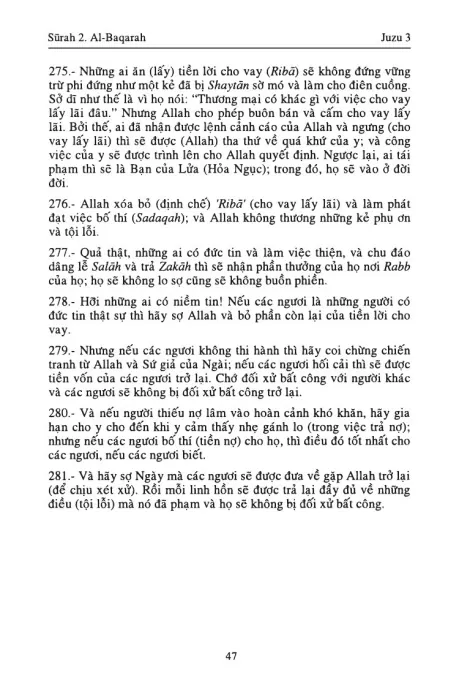 Sūrah 2. Al-Baqarah
Juzu 3
275.- Những ai ăn (lấy) tiền lời cho vay (Ribā) sẽ không đứng vững
trừ phi đứng như một kẻ đã bị Shaytān sờ mó và làm cho điên cuồng.
Sở dĩ như thế là vì họ nói: “Thương mại có khác gì với việc cho vay
lấy lãi đâu.” Nhưng Allah cho phép buôn bán và cấm cho vay lấy
lãi. Bởi thế, ai đã nhận được lệnh cảnh cáo của Allah và ngưng (cho
vay lấy lãi) thì sẽ được (Allah) tha thứ về quá khứ của y; và công
việc của y sẽ được trình lên cho Allah quyết định. Ngược lại, ai tái
phạm thì sẽ là Bạn của Lửa (Hỏa Ngục); trong đó, họ sẽ vào ở đời
đời.
276.- Allah xóa bỏ (định chế) 'Ribā' (cho vay lấy lãi) và làm phát
đạt việc bố thí (Sadaqah); và Allah không thương những kẻ phụ ơn
và tội lỗi.
277.- Quả thật, những ai có đức tin và làm việc thiện, và chu đáo
dâng lễ Salāh và trả Zakāh thì sẽ nhận phần thưởng của họ nơi Rabb
của họ; họ sẽ không lo sợ cũng sẽ không buồn phiền.
278.- Hỡi những ai có niềm tin! Nếu các ngươi là những người có
đức tin thật sự thì hãy sợ Allah và bỏ phần còn lại của tiền lời cho
vay.
279.- Nhưng nếu các ngươi không thi hành thì hãy coi chừng chiến
tranh từ Allah và Sứ giả của Ngài; nếu các ngươi hối cải thì sẽ được
tiền vốn của các ngươi trở lại. Chớ đối xử bất công với người khác
và các ngươi sẽ không bị đối xử bất công trở lại.
280.- Và nếu người thiếu nợ lâm vào hoàn cảnh khó khăn, hãy gia
hạn cho y cho đến khi y cảm thấy nhẹ gánh lo (trong việc trả nợ);
nhưng nếu các ngươi bố thí (tiền nợ) cho họ, thì điều đó tốt nhất cho
các ngươi, nếu các ngươi biết.
281.- Và hãy sợ Ngày mà các ngươi sẽ được đưa về gặp Allah trở lại
(để chịu xét xử). Rồi mỗi linh hồn sẽ được trả lại đầy đủ về những
điều (tội lỗi) mà nó đã phạm và họ sẽ không bị đối xử bất công.
47